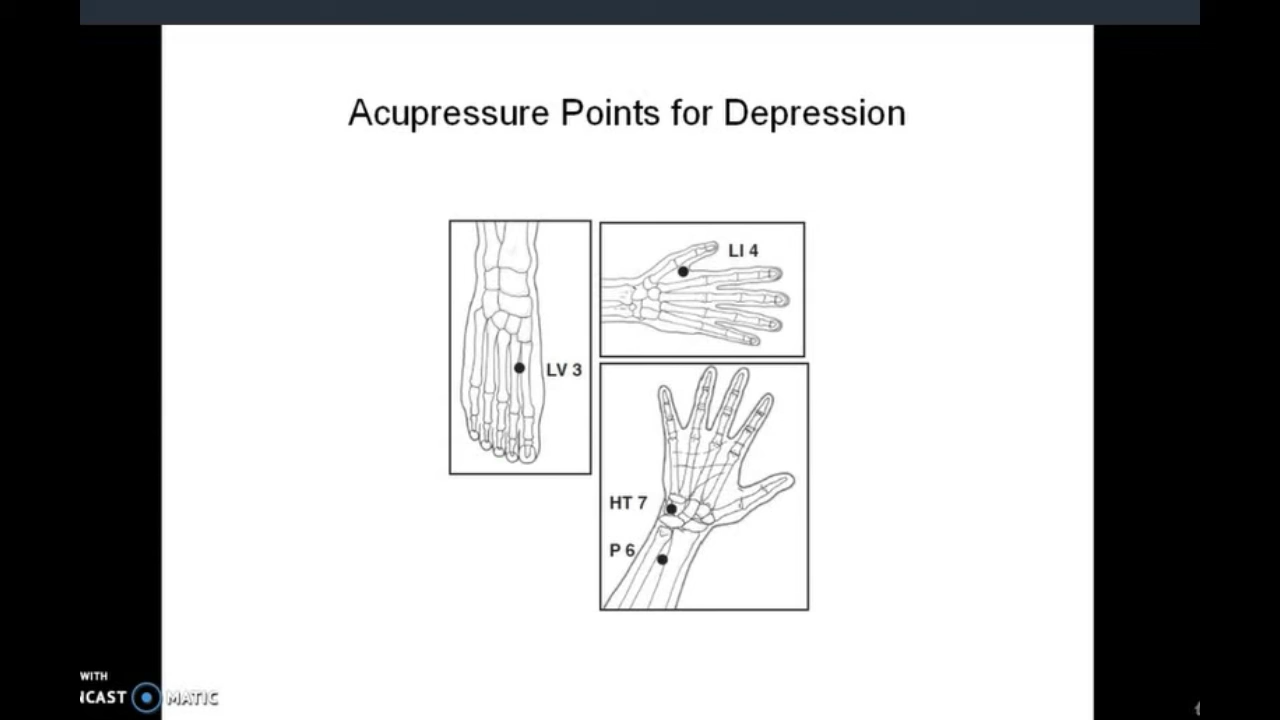 Acupressure Points for Depression
LI 4
LV 3
HT 7
P 6
WITH
CAST MATIC